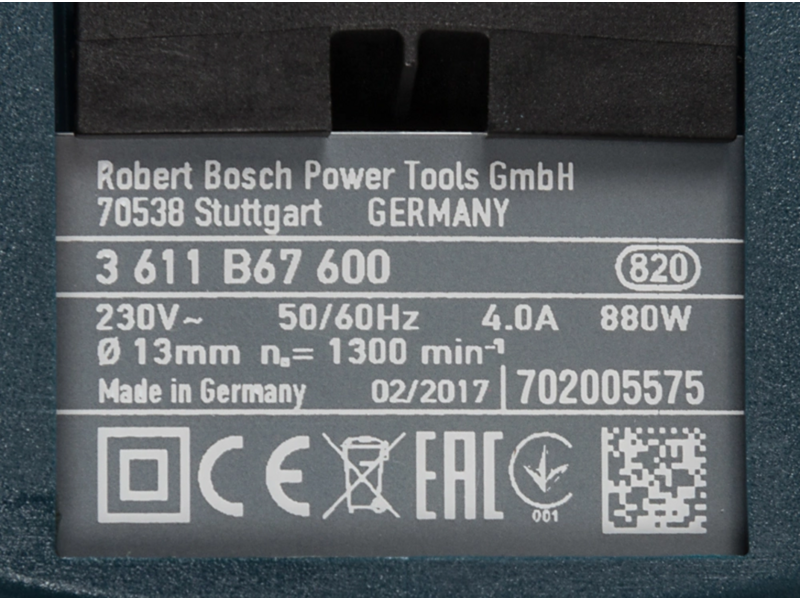 Robert Bosch Power Tools GmbH
70538 Stuttgart GERMANY
3 611 B67 600 820
230V~ 50/60Hz 4.0A 880W
Ø 13mm n₀= 1300 min⁻¹
Made in Germany 02/2017 702005575
CE EAC
001